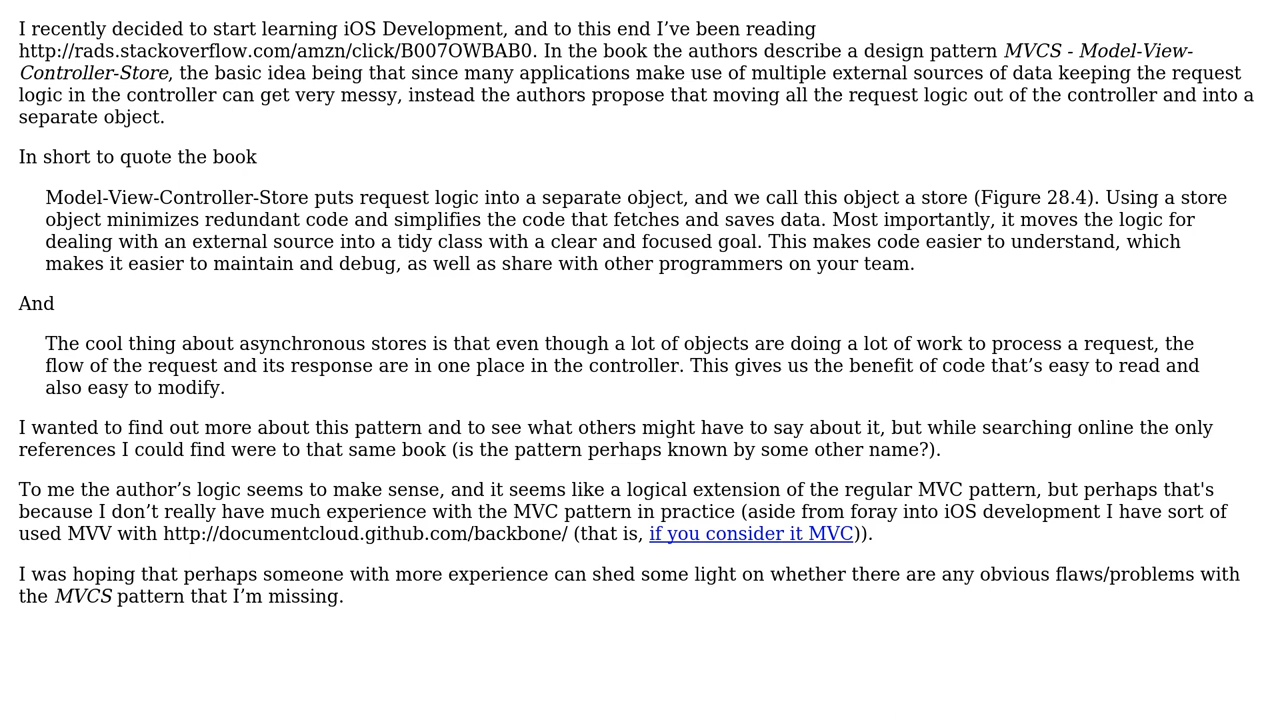 I recently decided to start learning iOS Development, and to this end I’ve been reading
http://rads.stackoverflow.com/amzn/click/B007OWBAB0. In the book the authors describe a design pattern MVCS - Model-View-
Controller-Store, the basic idea being that since many applications make use of multiple external sources of data keeping the request
logic in the controller can get very messy, instead the authors propose that moving all the request logic out of the controller and into a
separate object.
In short to quote the book
Model-View-Controller-Store puts request logic into a separate object, and we call this object a store (Figure 28.4). Using a store
object minimizes redundant code and simplifies the code that fetches and saves data. Most importantly, it moves the logic for
dealing with an external source into a tidy class with a clear and focused goal. This makes code easier to understand, which
makes it easier to maintain and debug, as well as share with other programmers on your team.
And
The cool thing about asynchronous stores is that even though a lot of objects are doing a lot of work to process a request, the
flow of the request and its response are in one place in the controller. This gives us the benefit of code that’s easy to read and
also easy to modify.
I wanted to find out more about this pattern and to see what others might have to say about it, but while searching online the only
references I could find were to that same book (is the pattern perhaps known by some other name?).
To me the author’s logic seems to make sense, and it seems like a logical extension of the regular MVC pattern, but perhaps that's
because I don’t really have much experience with the MVC pattern in practice (aside from foray into iOS development I have sort of
used MVV with http://documentcloud.github.com/backbone/ (that is, if you consider it MVC)).
I was hoping that perhaps someone with more experience can shed some light on whether there are any obvious flaws/problems with
the MVCS pattern that I’m missing.